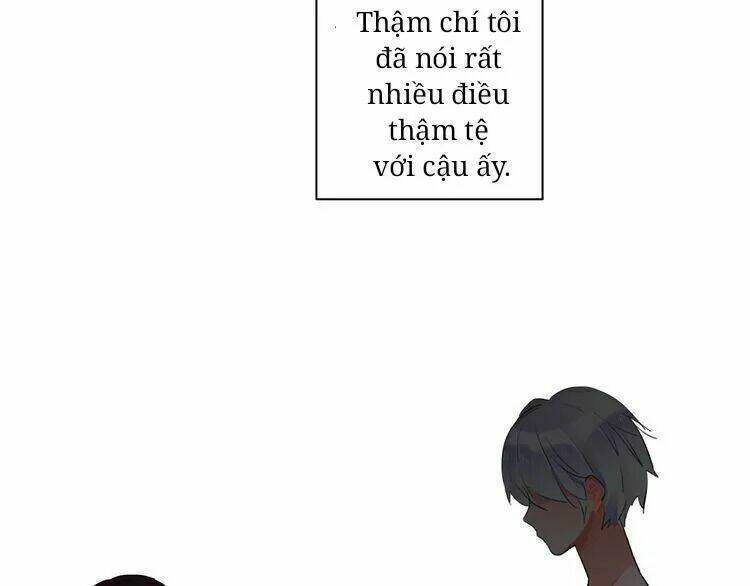 Thậm chí tôi
đã nói rất
nhiều điều
thậm tệ
với cậu ấy.